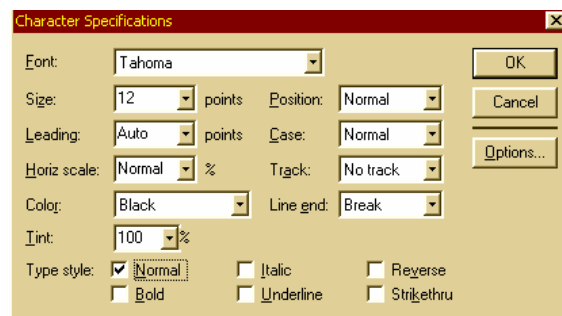 Character Specifications
Font: Tahoma OK
Size: 12 points Position: Normal Cancel
Leading: Auto points Case: Normal
Options...
Horiz scale: Normal % Track: No track
Color: Black Line end: Break
Tint: 100 %
Type style: Normal Italic Reverse
Bold Underline Strikethru